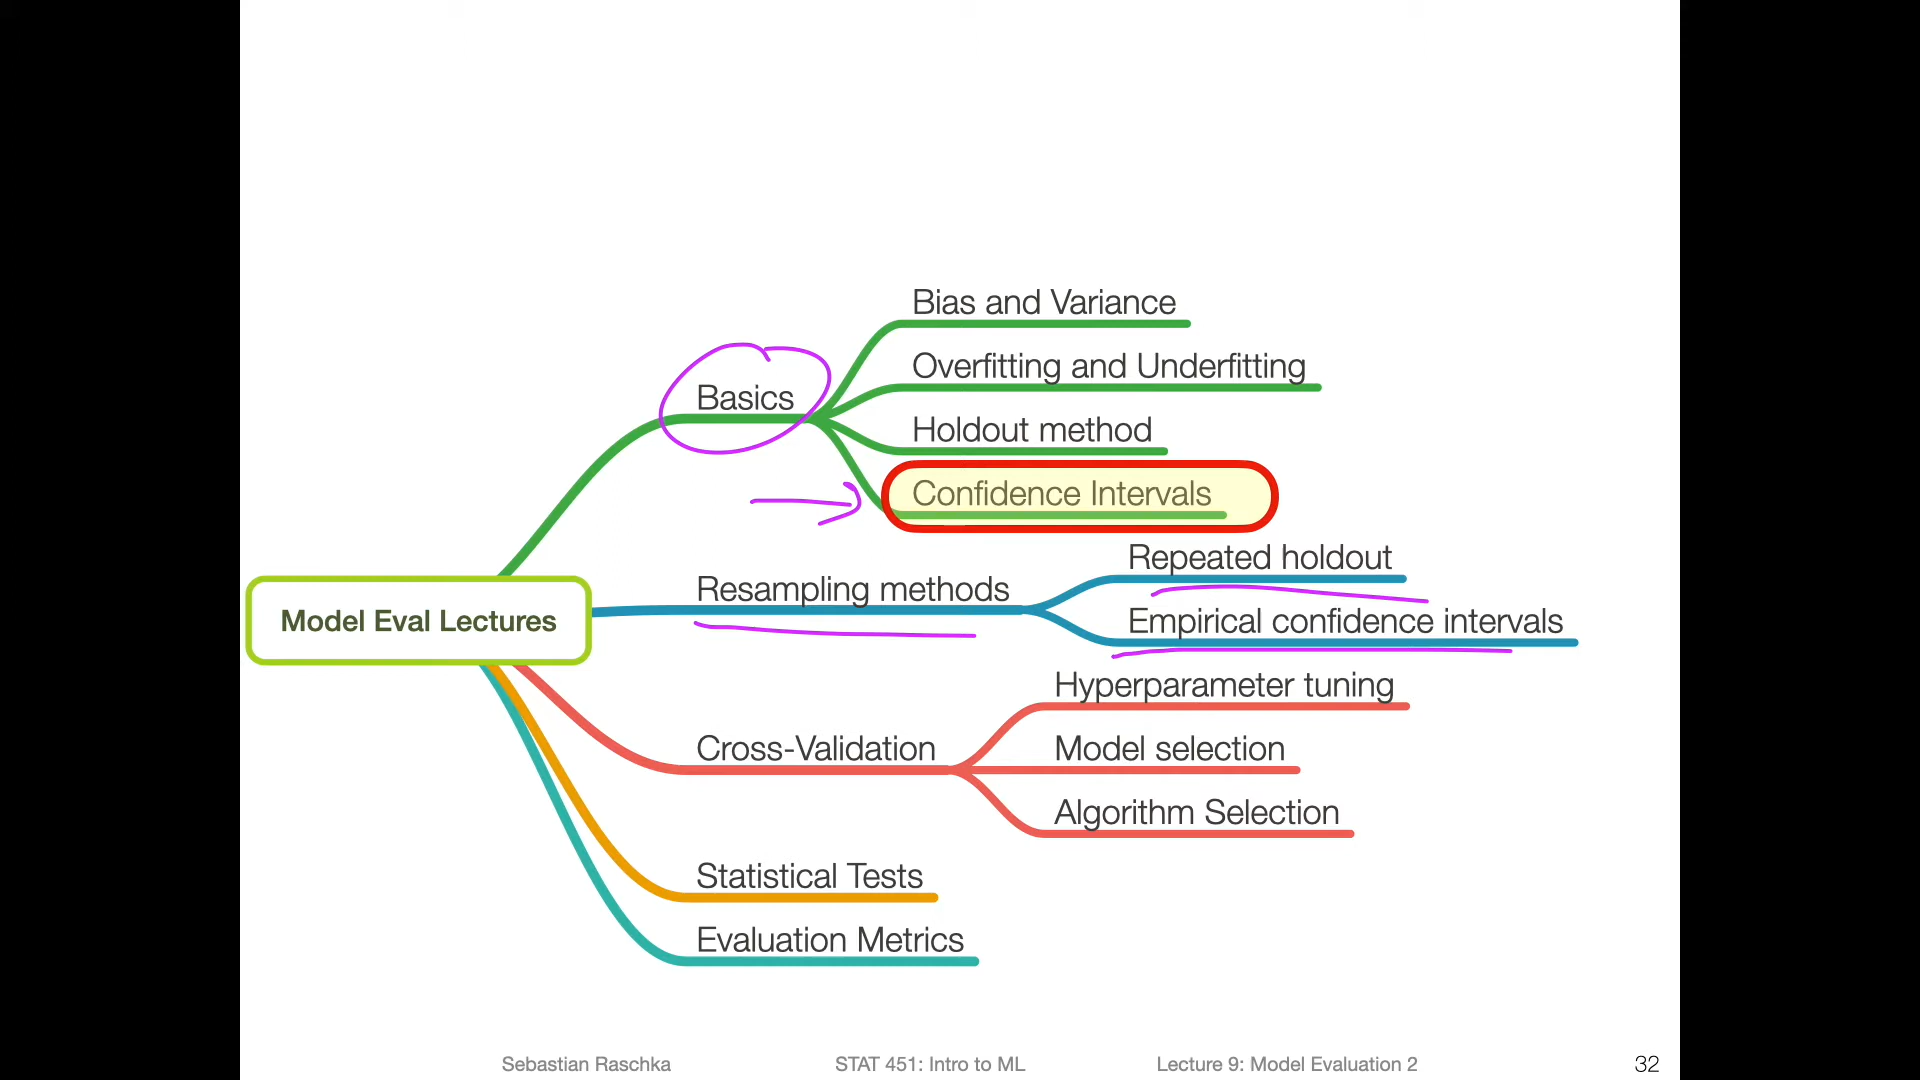 Bias and Variance
Overfitting and Underfitting
Basics
Holdout method
Confidence Intervals
Repeated holdout
Resampling methods
Model Eval Lectures
Empirical confidence intervals
Hyperparameter tuning
Cross-Validation
Model selection
Algorithm Selection
Statistical Tests
Evaluation Metrics
Sebastian Raschka
STAT 451: Intro to ML
Lecture 9: Model Evaluation 2
32